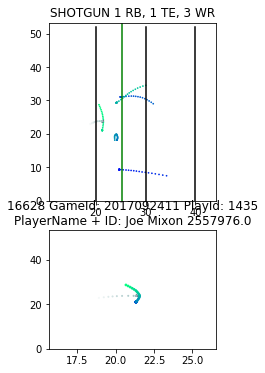 SHOTGUN 1 RB, 1 TE, 3 WR
50
40
30
20
10
0
20 30 40
16628 GameId: 2017092411 PlayId: 1435
PlayerName + ID: Joe Mixon 2557976.0
40
20
0
17.5 20.0 22.5 25.0